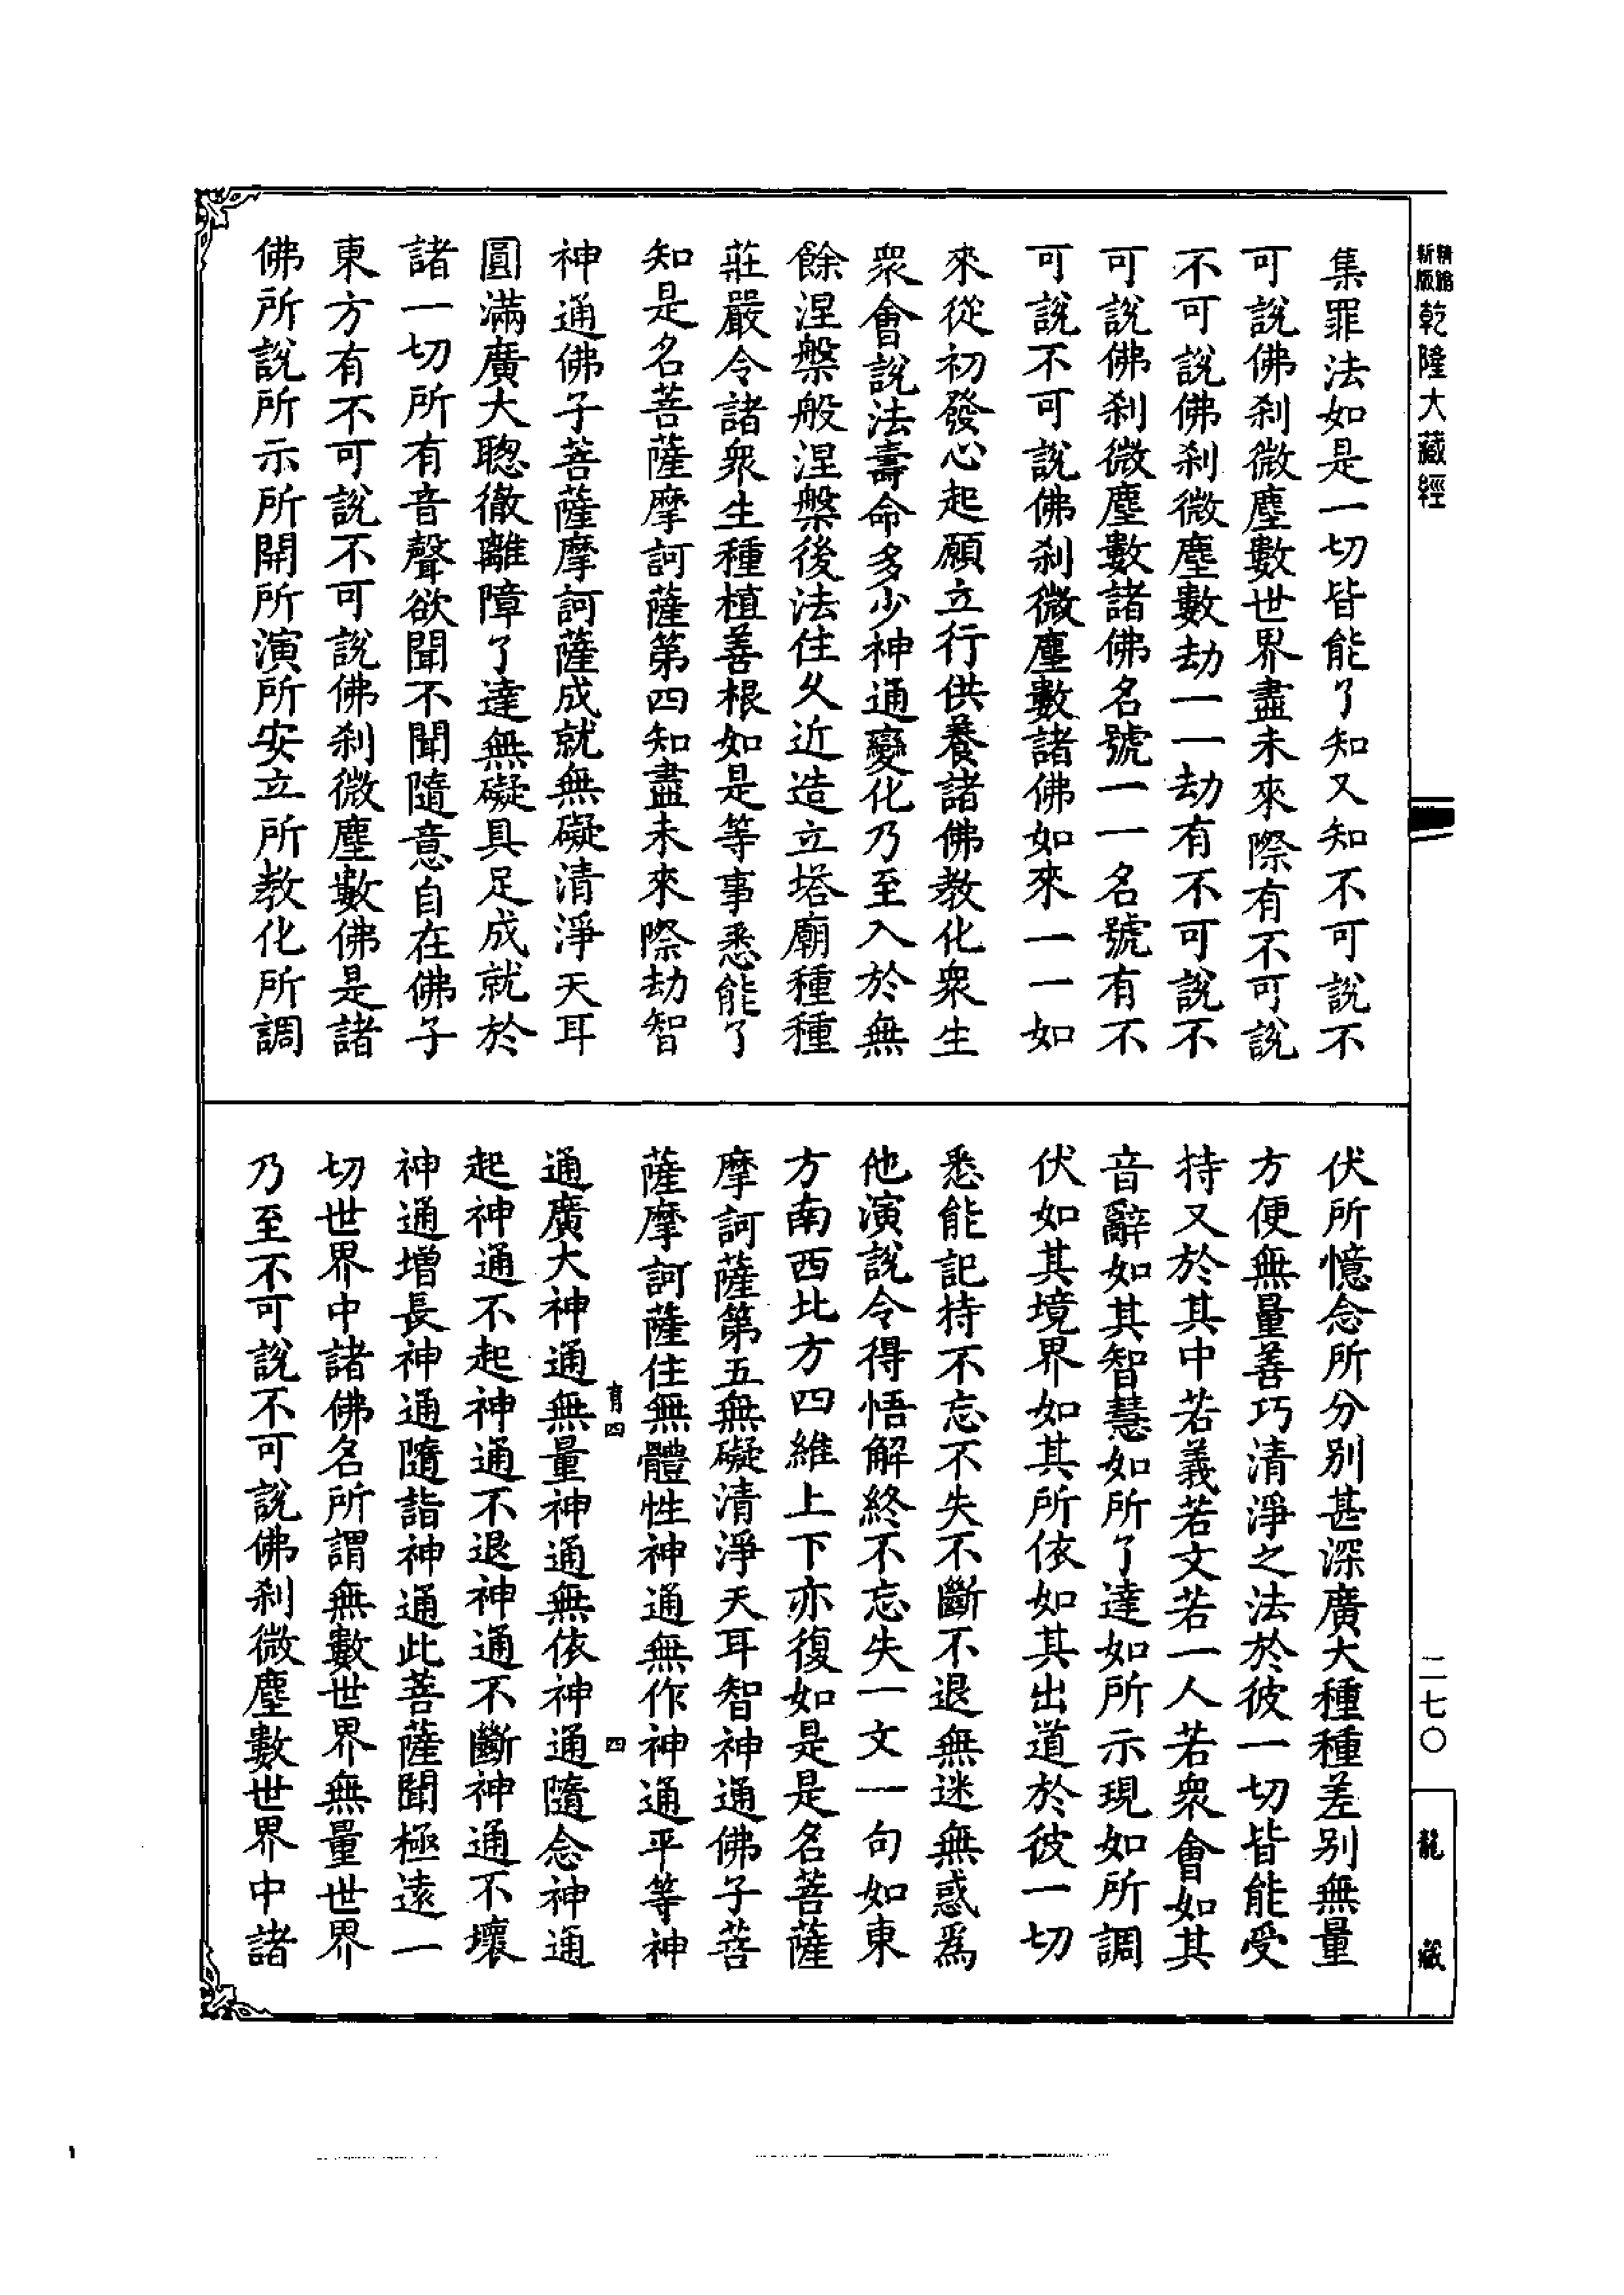 精縮新版乾隆大藏經
集罪法如是一切皆能了知又知不可說不
可說佛剎微塵數世界盡未來際有不可說
不可說佛剎微塵數劫一一劫有不可說不
可說佛剎微塵數諸佛名號一一名號有不
可說不可說佛剎微塵數諸佛如來一一如
來從初發心起願立行供養諸佛教化衆生
衆會說法壽命多少神通變化乃至入於無
餘涅槃般涅槃後法住久近造立塔廟種種
莊嚴令諸衆生種植善根如是等事悉能了
知是名菩薩摩訶薩第四知盡未來際劫智
神通佛子菩薩摩訶薩成就無礙清淨天耳
圓滿廣大聰徹離障了達無礙具足成就於
諸一切所有音聲欲聞不聞隨意自在佛子
東方有不可說不可說佛剎微塵數佛是諸
佛所說所示所開所演所安立所教化所調
伏所憶念所分別甚深廣大種種差別無量
方便無量善巧清淨之法於彼一切皆能受
持又於其中若義若文若一人若衆會如其
音辭如其智慧如所了達如所示現如所調
伏如其境界如其所依如其出道於彼一切
悉能記持不忘不失不斷不退無迷無惑爲
他演說令得悟解終不忘失一文一句如東
方南西北方四維上下亦復如是是名菩薩
摩訶薩第五無礙清淨天耳智神通佛子菩
薩摩訶薩住無體性神通無作神通平等神
有四 四
通廣大神通無量神通無依神通隨念神通
起神通不起神通不退神通不斷神通不壞
神通增長神通隨詣神通此菩薩聞極遠一
切世界中諸佛名所謂無數世界無量世界
乃至不可說不可說佛剎微塵數世界中諸
二七〇
龍藏